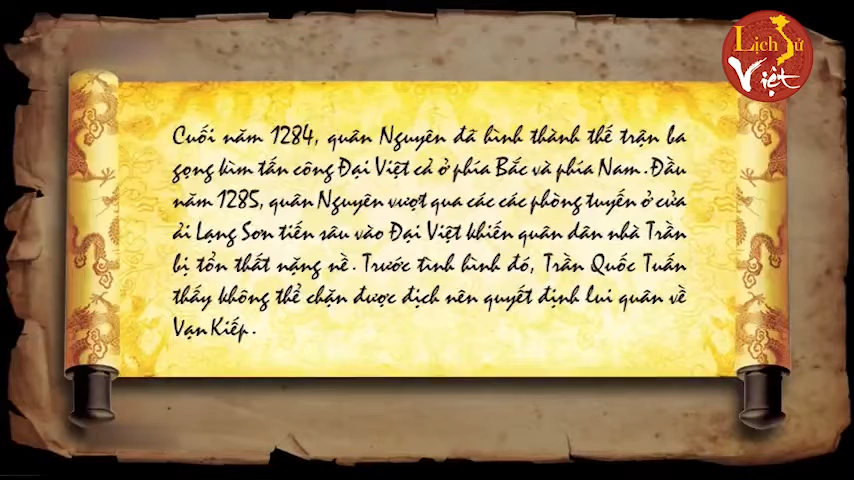 Lịch Sử
Việt
Cuối năm 1284, quân Nguyên đã hình thành thế trận ba
gọng kìm tấn công Đại Việt cả ở phía Bắc và phía Nam. Đầu
năm 1285, quân Nguyên vượt qua các các phòng tuyến ở cửa
ải Lạng Sơn tiến sâu vào Đại Việt khiến quân dân nhà Trần
bị tổn thất nặng nề. Trước tình hình đó, Trần Quốc Tuấn
thấy không thể chặn được địch nên quyết định lui quân về
Vạn Kiếp.